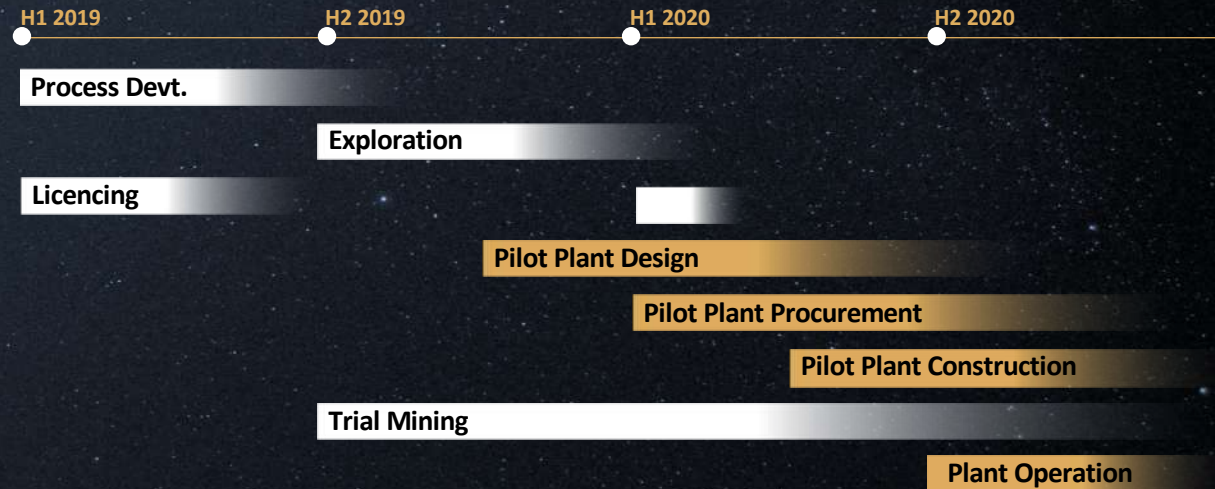 H1 2019 H2 2019 H1 2020 H2 2020
Process Devt.
Exploration
Licencing
Pilot Plant Design
Pilot Plant Procurement
Pilot Plant Construction
Trial Mining
Plant Operation